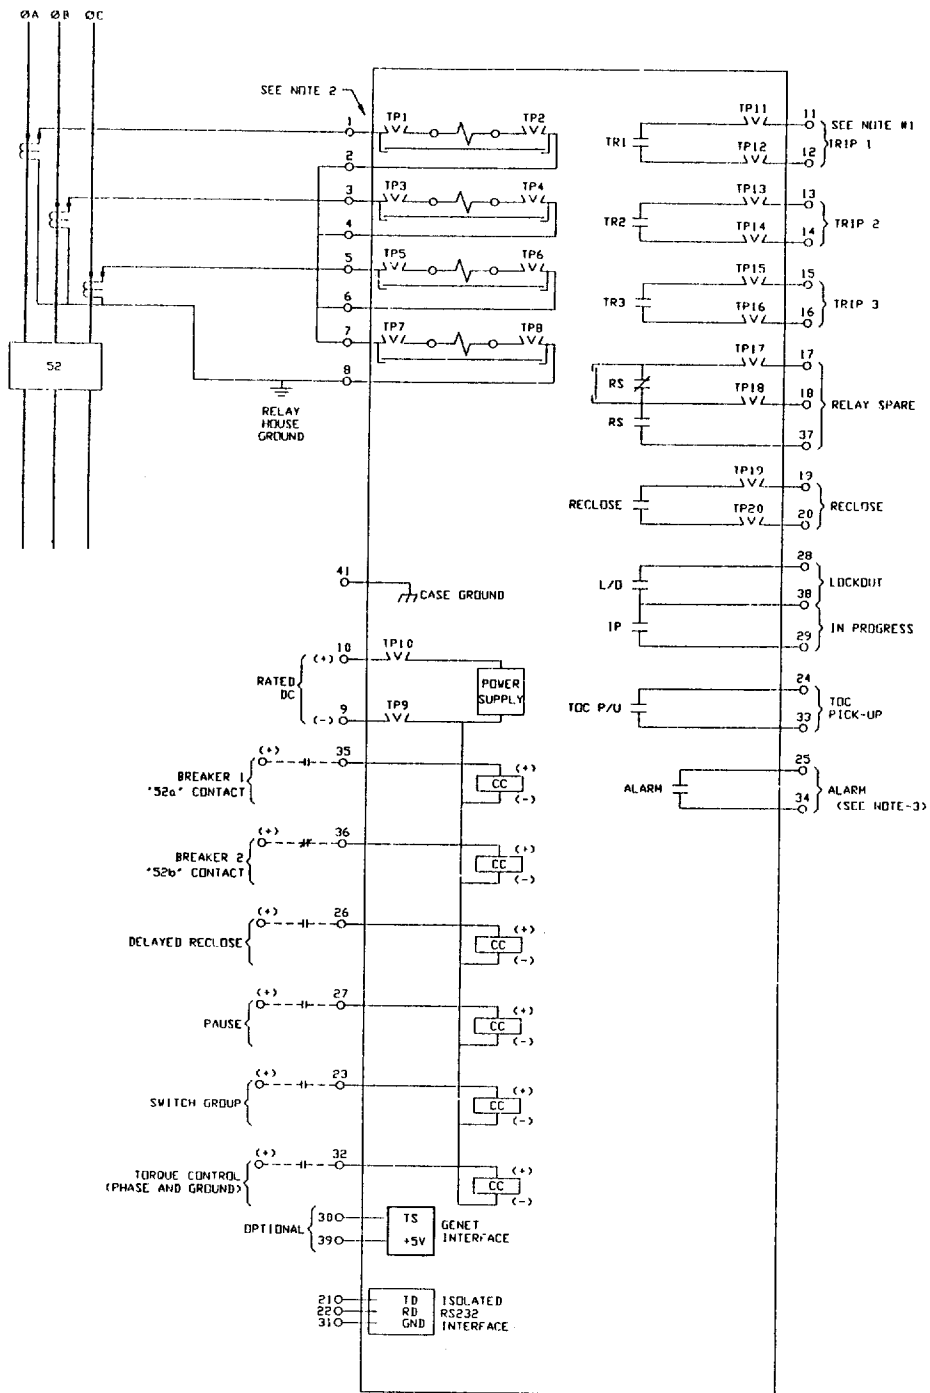 ØA ØB ØC
SEE NOTE 2
1 TP1 TP2
2
3 TP3 TP4
4
5 TP5 TP6
6
7 TP7 TP8
8
52
RELAY
HOUSE
GROUND
TP11 11
SEE NOTE #1
TR1
TRIP 1
TP12 12
TP13 13
TR2
TRIP 2
TP14 14
TP15 15
TR3
TRIP 3
TP16 16
TP17 17
RS
TP18 18
RELAY SPARE
RS
37
TP19 19
RECLOSE
RECLOSE
TP20 20
28
L/O
LOCKOUT
38
IP
IN PROGRESS
29
24
TOC P/U
TOC
PICK-UP
33
25
ALARM
ALARM
34
(SEE NOTE-3)
41
CASE GROUND
(+) 10 TP10
RATED
DC
POWER
SUPPLY
(-) 9 TP9
(+) 35
BREAKER 1
"52a" CONTACT
(+)
CC
(-)
(+) 36
BREAKER 2
"52b" CONTACT
(+)
CC
(-)
(+) 26
DELAYED RECLOSE
(+)
CC
(-)
(+) 27
PAUSE
(+)
CC
(-)
(+) 23
SWITCH GROUP
(+)
CC
(-)
(+) 32
TORQUE CONTROL
(PHASE AND GROUND)
(+)
CC
(-)
OPTIONAL
30 TS
39 +5V
GENET
INTERFACE
21 TD
22 RD
31 GND
ISOLATED
RS232
INTERFACE